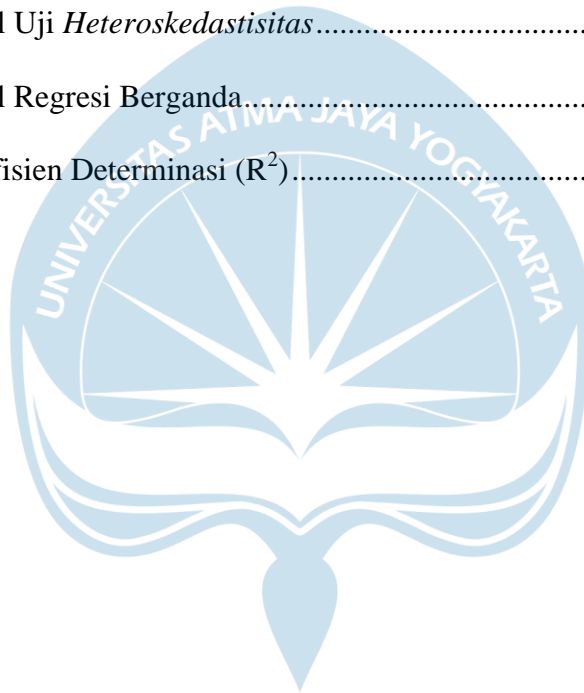 l Uji Heteroskedastisitas....................................
l Regresi Berganda.............................................
UNIVERSITAS ATMA JAYA YOGYAKARTA
fisien Determinasi (R²).......................................